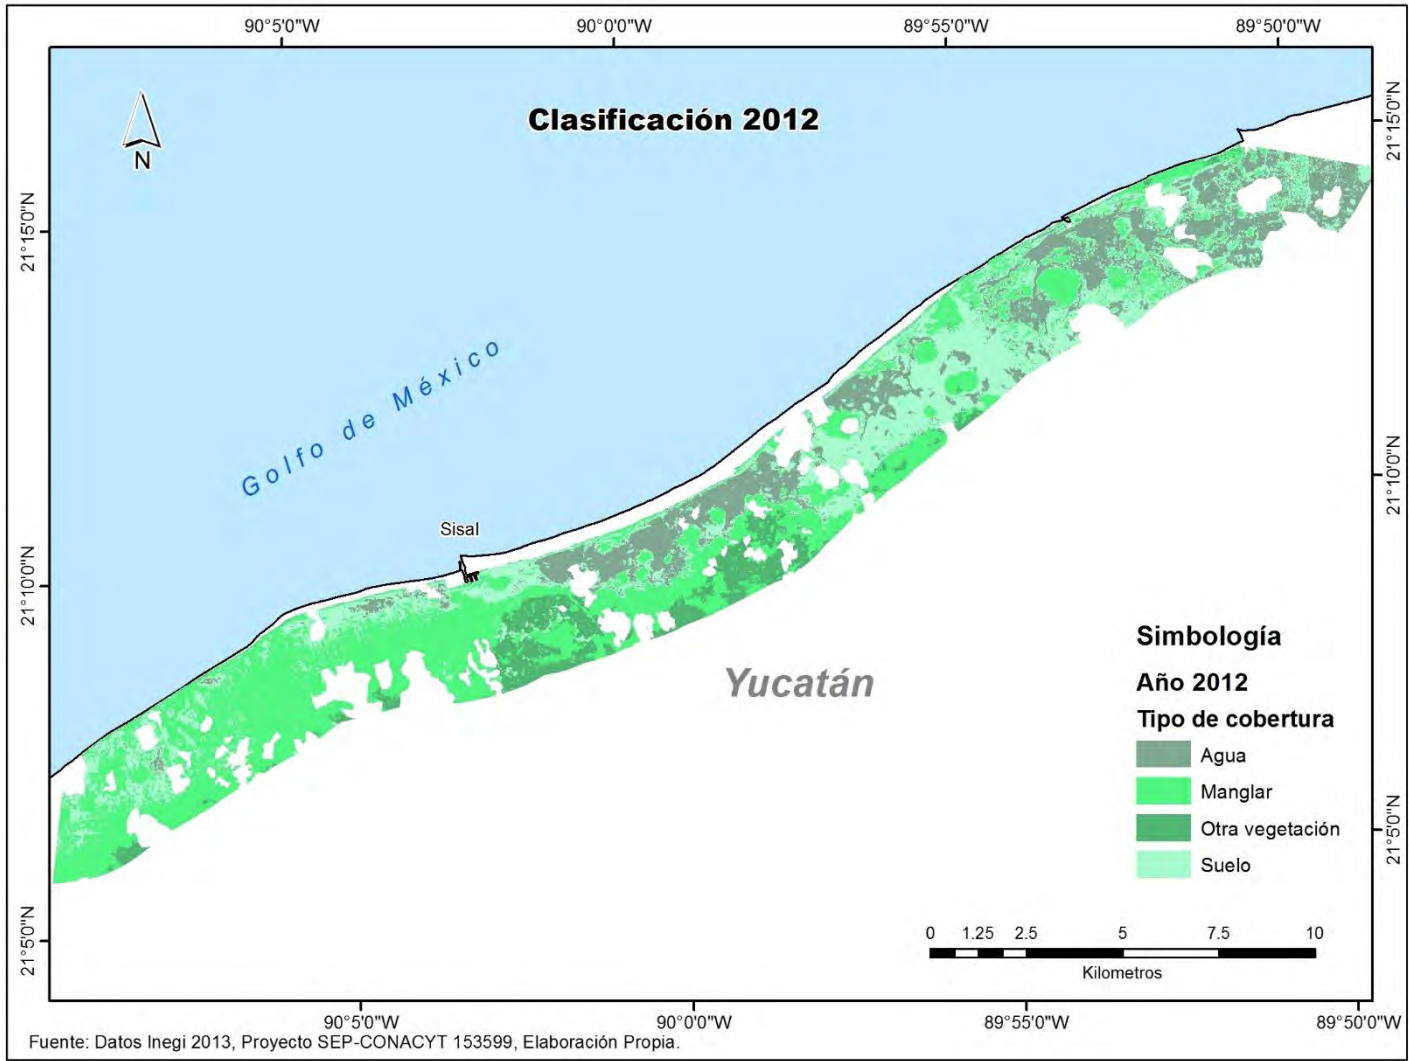 90°5'0"W 90°0'0"W 89°55'0"W 89°50'0"W
Clasificación 2012
N
21°15'0"N
21°15'0"N
Golfo de México
21°10'0"N
Sisal
21°10'0"N
Yucatán
Simbología
Año 2012
Tipo de cobertura
Agua
Manglar
Otra vegetación
Suelo
21°5'0"N
21°5'0"N
0 1.25 2.5 5 7.5 10
Kilometros
90°5'0"W 90°0'0"W 89°55'0"W 89°50'0"W
Fuente: Datos Inegi 2013, Proyecto SEP-CONACYT 153599, Elaboración Propia.